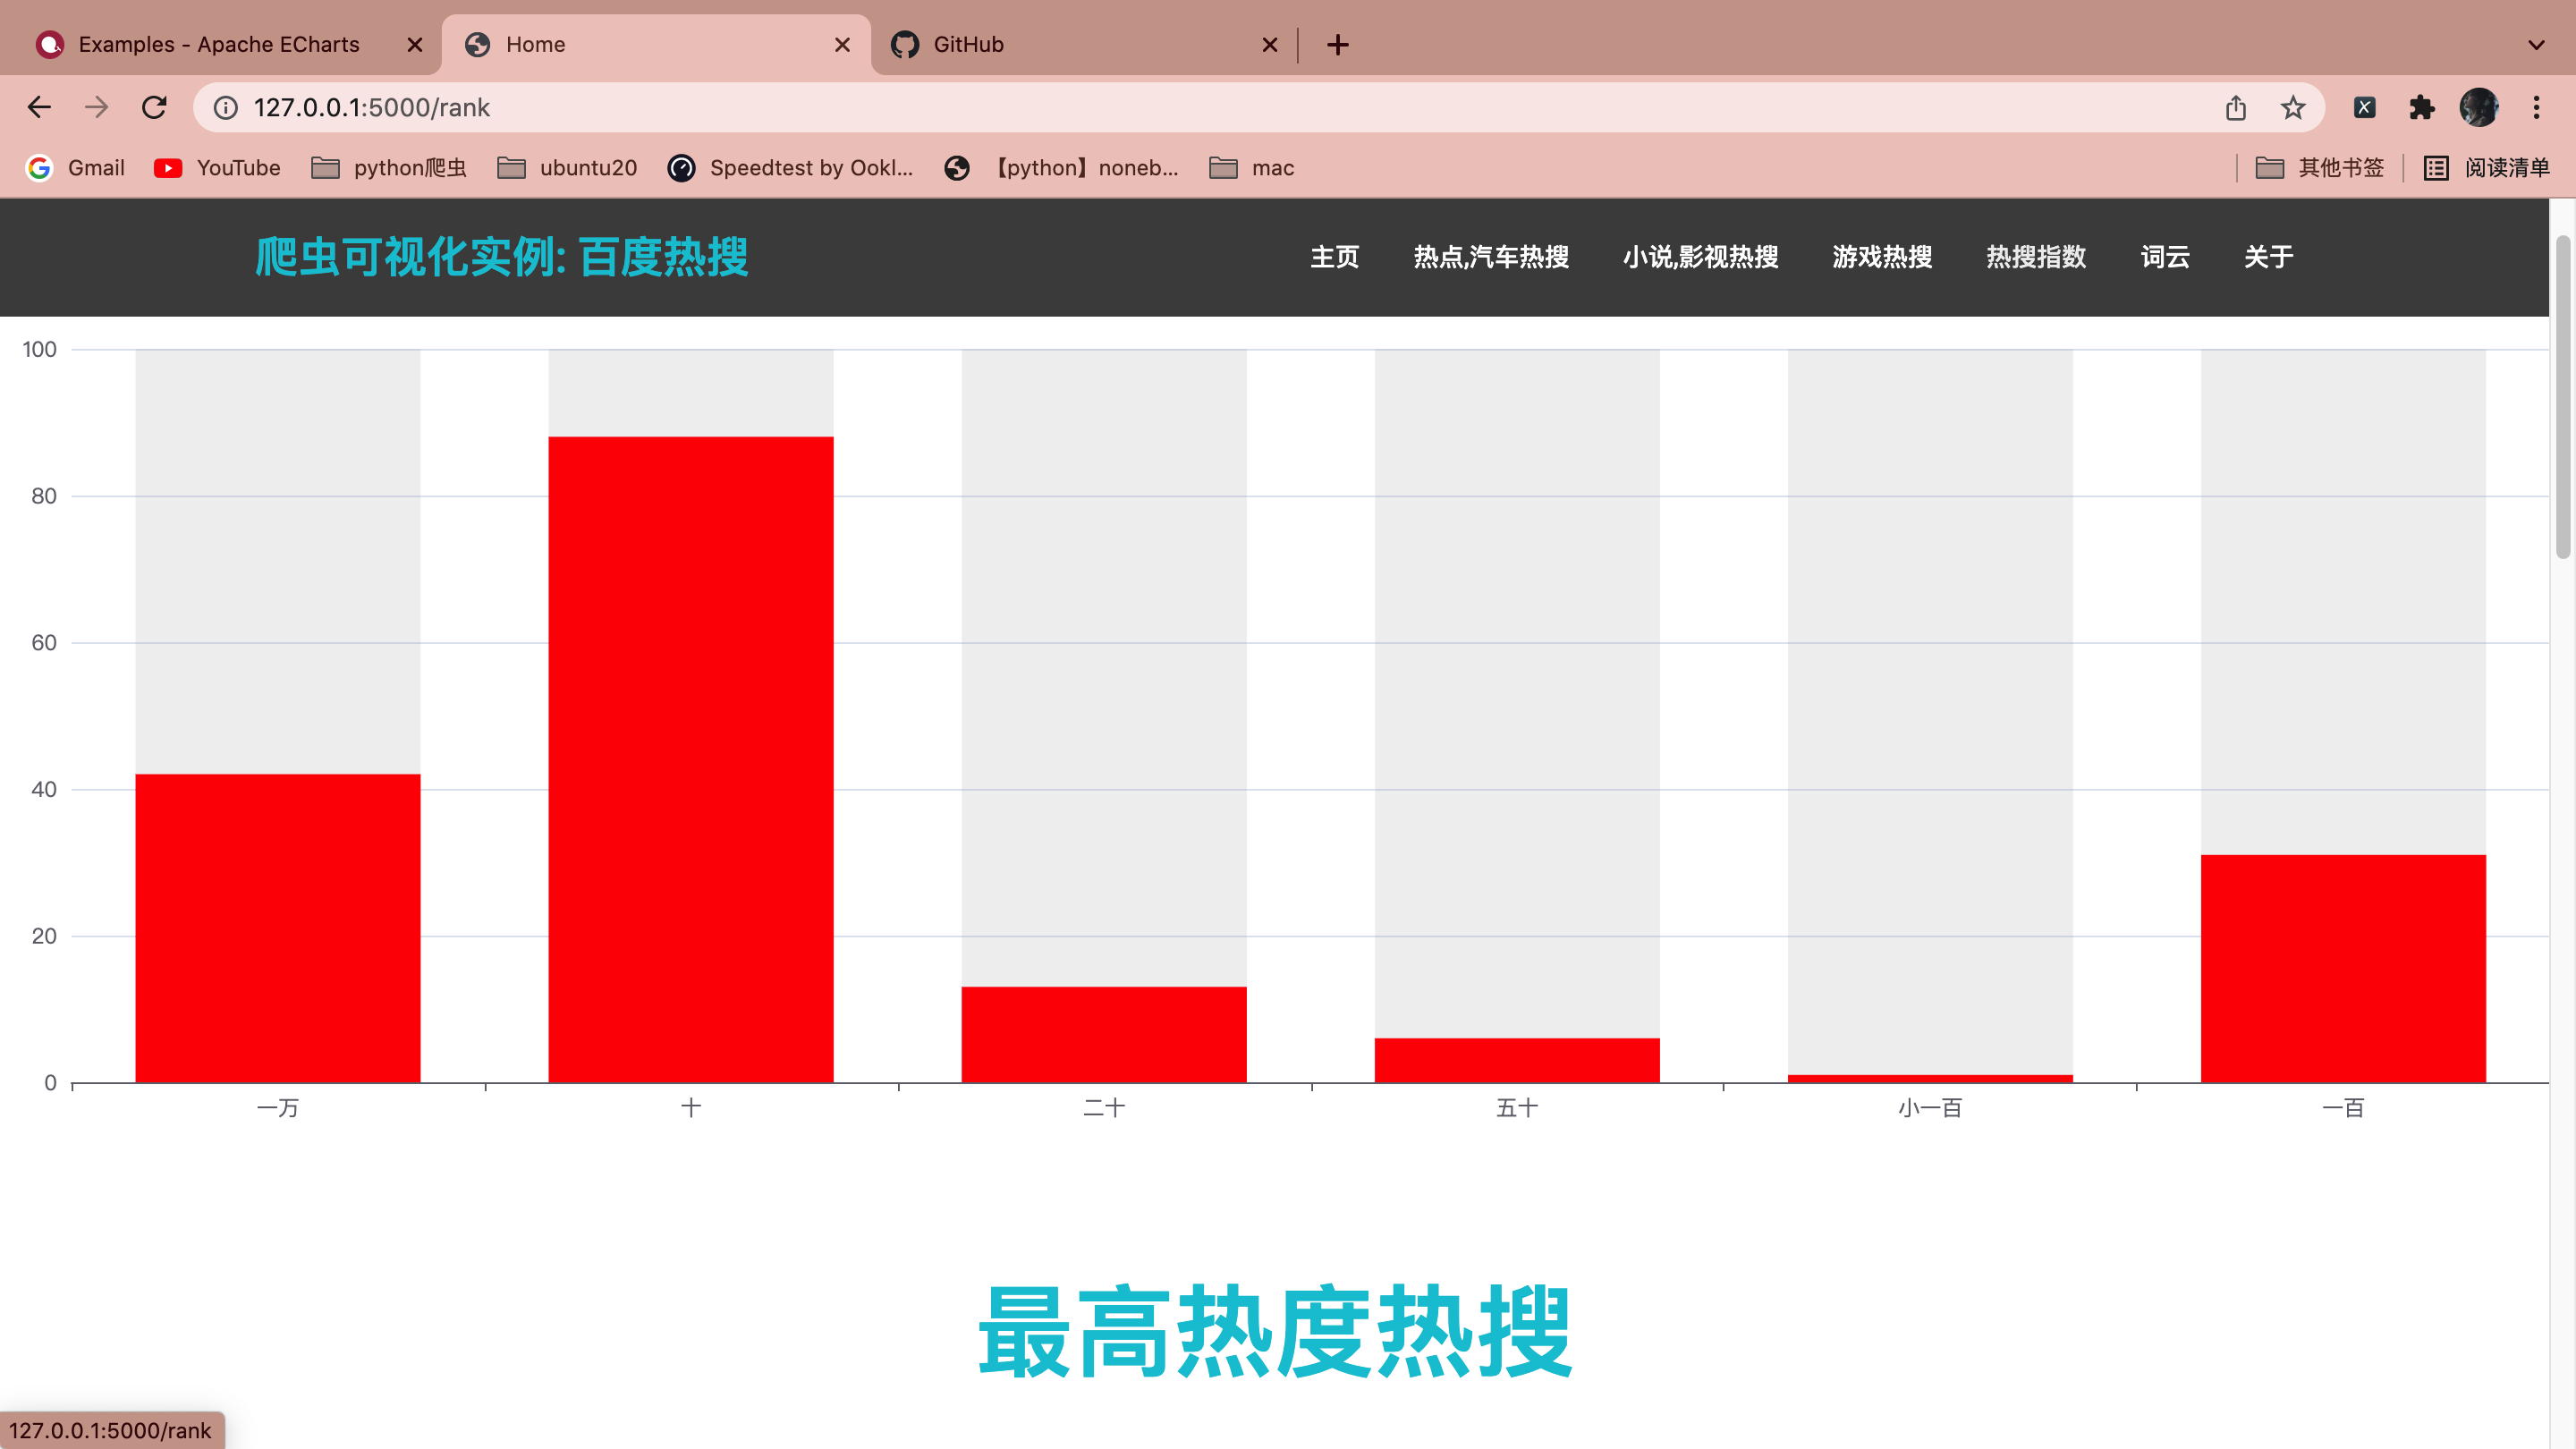 Examples - Apache ECharts
Home
GitHub
127.0.0.1:5000/rank
Gmail
YouTube
python爬虫
ubuntu20
Speedtest by Ookl...
【python】noneb...
mac
其他书签
阅读清单
爬虫可视化实例: 百度热搜
主页
热点,汽车热搜
小说,影视热搜
游戏热搜
热搜指数
词云
关于
100
80
60
40
20
0
一万
十
二十
五十
小一百
一百
最高热度热搜
127.0.0.1:5000/rank